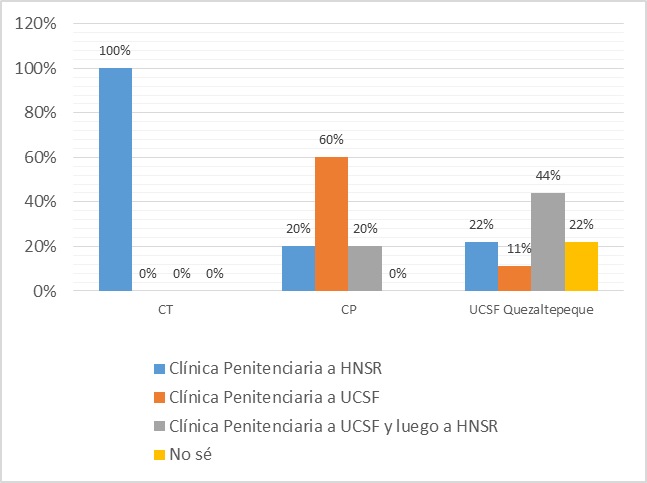 120%
100%
80%
60%
40%
20%
0%
100%
0%
0%
0%
20%
60%
20%
0%
22%
11%
44%
22%
CT
CP
UCSF Quezaltepeque
Clínica Penitenciaria a HNSR
Clínica Penitenciaria a UCSF
Clínica Penitenciaria a UCSF y luego a HNSR
No sé